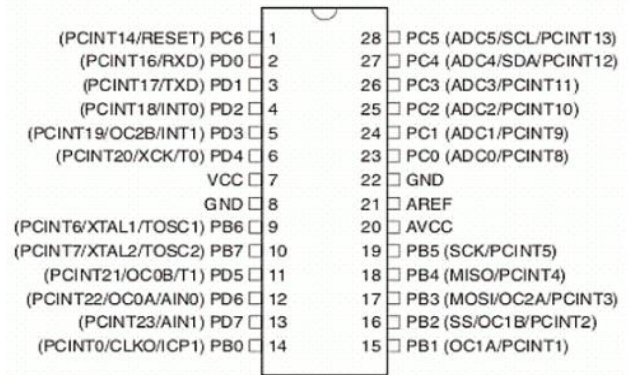 (PCINT14/RESET) PC6 1 28 PC5 (ADC5/SCL/PCINT13)
(PCINT16/RXD) PD0 2 27 PC4 (ADC4/SDA/PCINT12)
(PCINT17/TXD) PD1 3 26 PC3 (ADC3/PCINT11)
(PCINT18/INT0) PD2 4 25 PC2 (ADC2/PCINT10)
(PCINT19/OC2B/INT1) PD3 5 24 PC1 (ADC1/PCINT9)
(PCINT20/XCK/T0) PD4 6 23 PC0 (ADC0/PCINT8)
VCC 7 22 GND
GND 8 21 AREF
(PCINT6/XTAL1/TOSC1) PB6 9 20 AVCC
(PCINT7/XTAL2/TOSC2) PB7 10 19 PB5 (SCK/PCINT5)
(PCINT21/OC0B/T1) PD5 11 18 PB4 (MISO/PCINT4)
(PCINT22/OC0A/AIN0) PD6 12 17 PB3 (MOSI/OC2A/PCINT3)
(PCINT23/AIN1) PD7 13 16 PB2 (SS/OC1B/PCINT2)
(PCINT0/CLKO/ICP1) PB0 14 15 PB1 (OC1A/PCINT1)